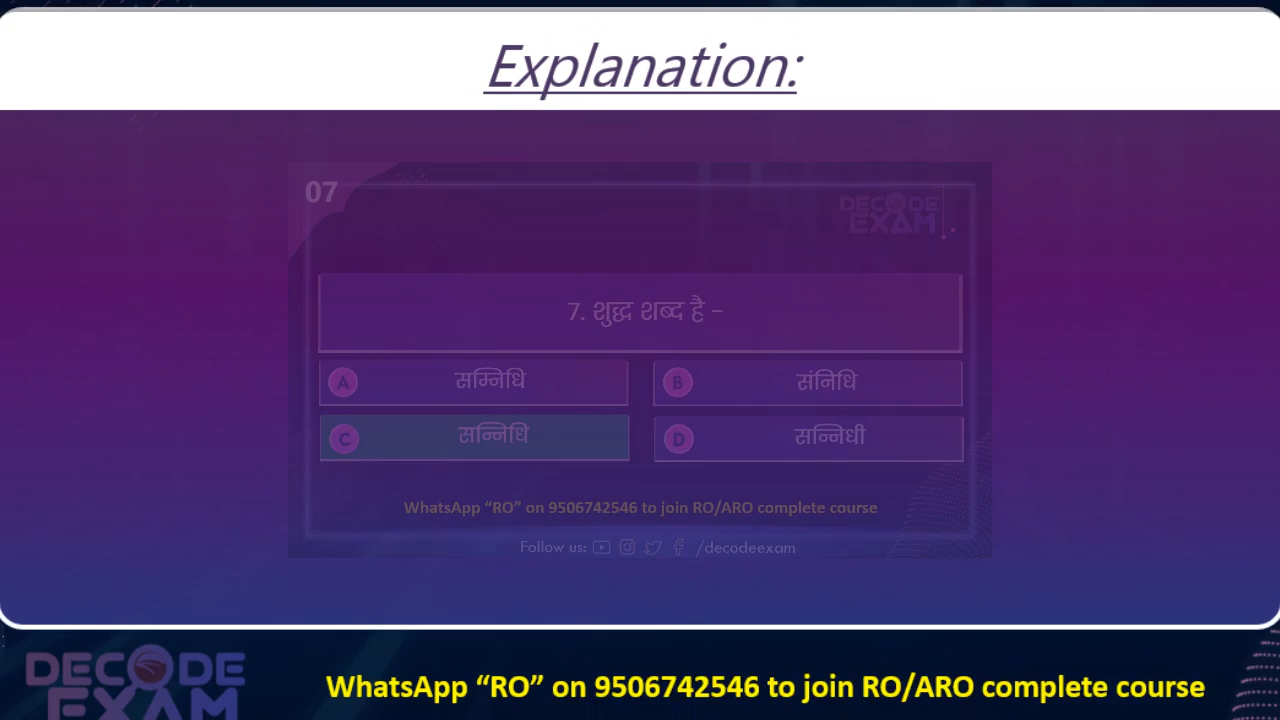 Explanation:
07
DECODE
EXAM
7. शुद्ध शब्द है -
A सम्निधि
B संनिधि
C सन्निधि
D सन्निधी
WhatsApp “RO” on 9506742546 to join RO/ARO complete course
Follow us: /decodeexam
DECODE
EXAM
WhatsApp “RO” on 9506742546 to join RO/ARO complete course